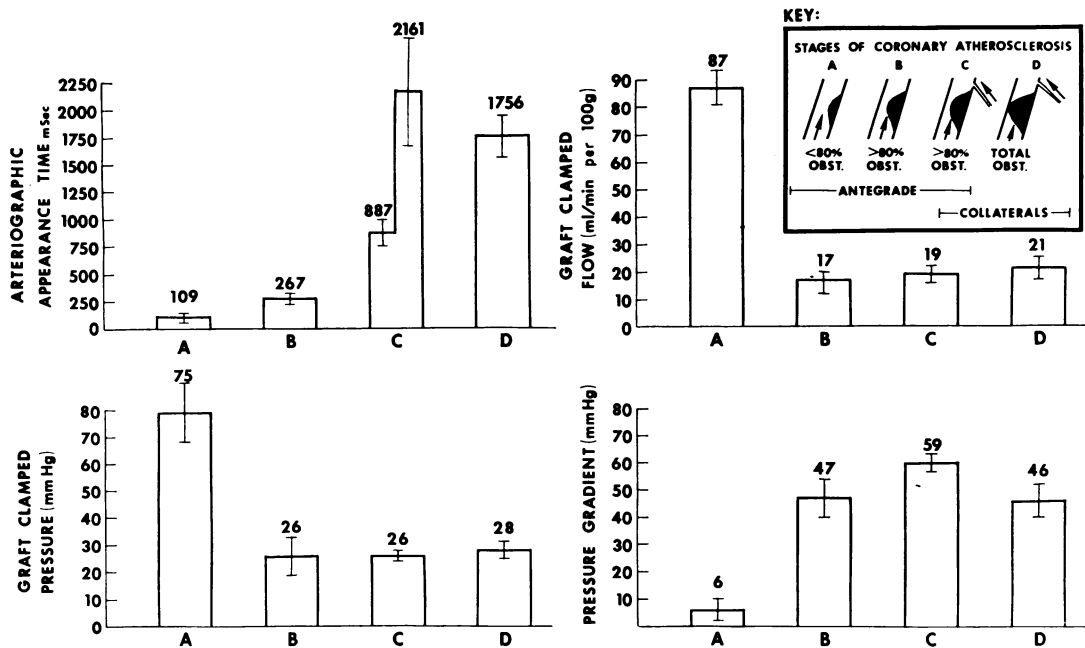 ARTERIOGRAPHIC
APPEARANCE TIME mSec
2250
2000
1750
1500
1250
1000
750
500
250
0
109
267
887
2161
1756
A
B
C
D
GRAFT CLAMPED
FLOW (ml/min per 100g)
90
80
70
60
50
40
30
20
10
0
87
17
19
21
A
B
C
D
KEY:
STAGES OF CORONARY ATHEROSCLEROSIS
A B C D
<80% >80% >80% TOTAL
OBST. OBST. OBST. OBST.
ANTEGRADE
COLLATERALS
GRAFT CLAMPED
PRESSURE (mm Hg)
80
70
60
50
40
30
20
10
0
75
26
26
28
A
B
C
D
PRESSURE GRADIENT (mmHg)
80
70
60
50
40
30
20
10
6
47
59
46
A
B
C
D